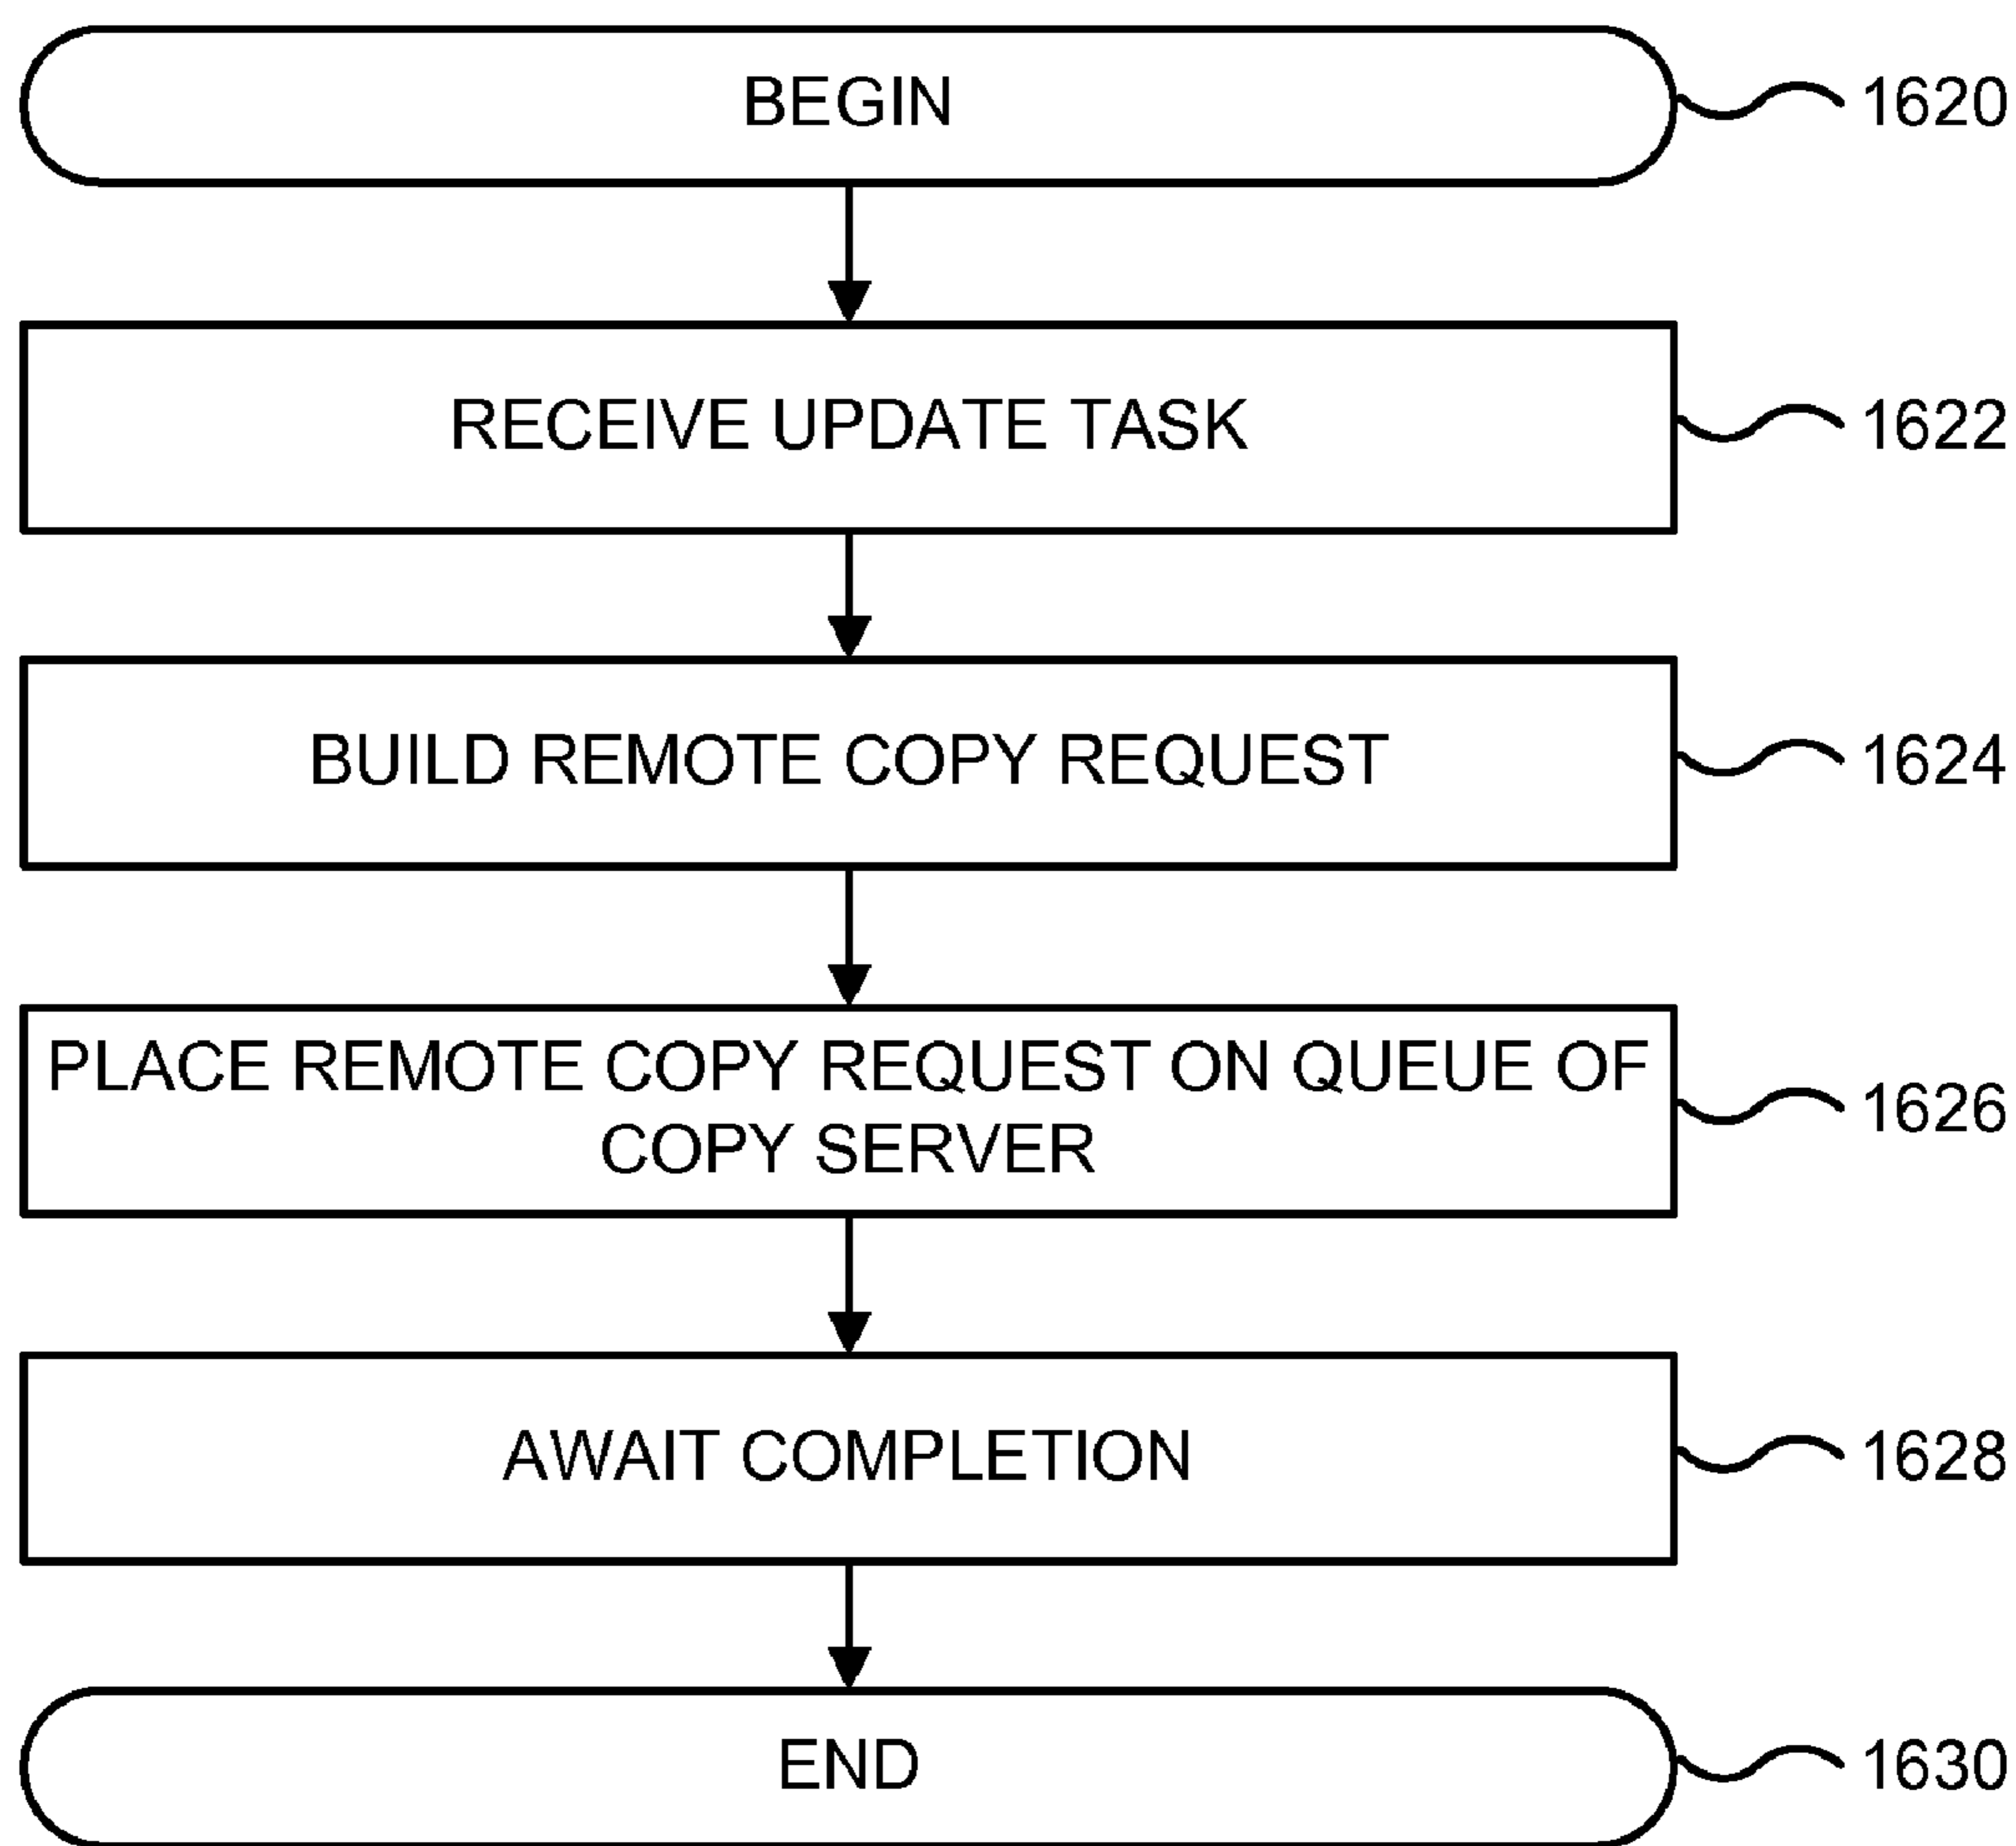 BEGIN
1620
RECEIVE UPDATE TASK
1622
BUILD REMOTE COPY REQUEST
1624
PLACE REMOTE COPY REQUEST ON QUEUE OF
COPY SERVER
1626
AWAIT COMPLETION
1628
END
1630